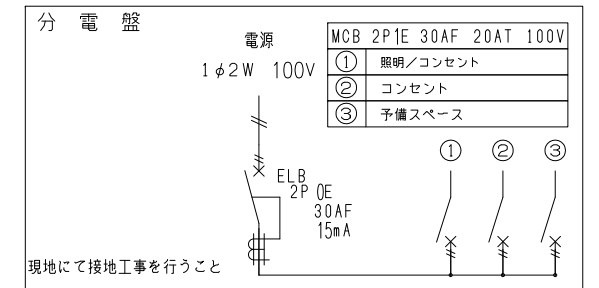 分電盤
電源
1φ2W 100V
MCB 2P1E 30AF 20AT 100V
① 照明/コンセント
② コンセント
③ 予備スペース
① ② ③
ELB
2P 0E
30AF
15mA
現地にて接地工事を行うこと